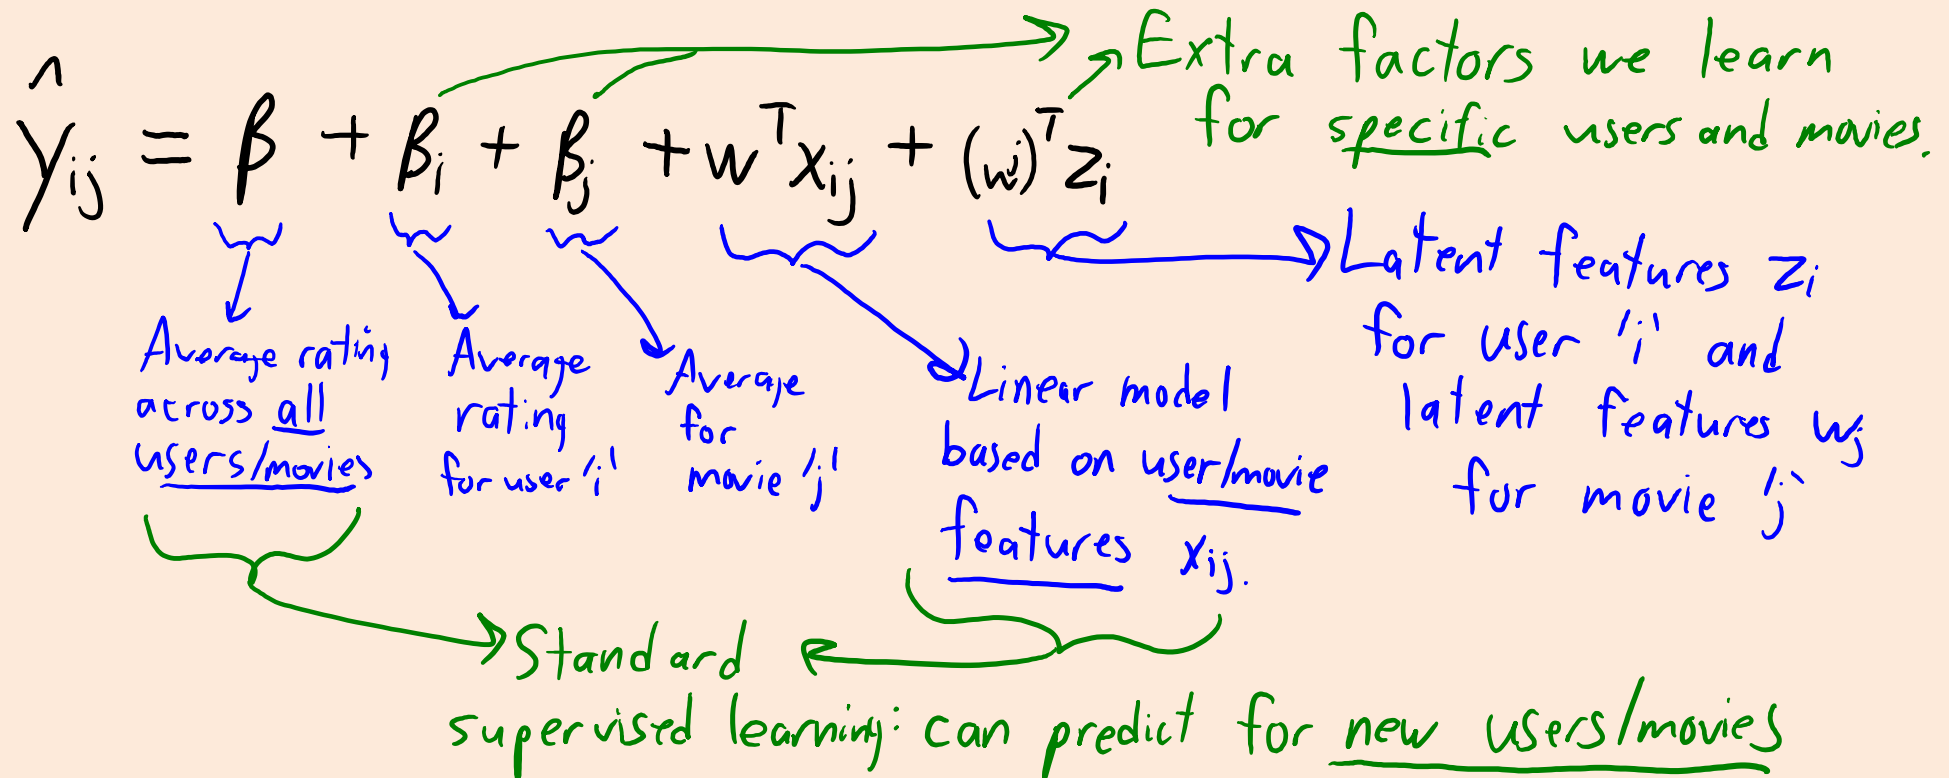 Extra factors we learn
for specific users and movies.
ŷij = β + βi + βj + wᵀxij + (wj)ᵀzi
Average rating
across all
users/movies
Average
rating
for user 'i'
Average
for
movie 'j'
Linear model
based on user/movie
features xij.
Latent features zi
for user 'i' and
latent features wj
for movie 'j'
Standard
supervised learning: can predict for new users/movies